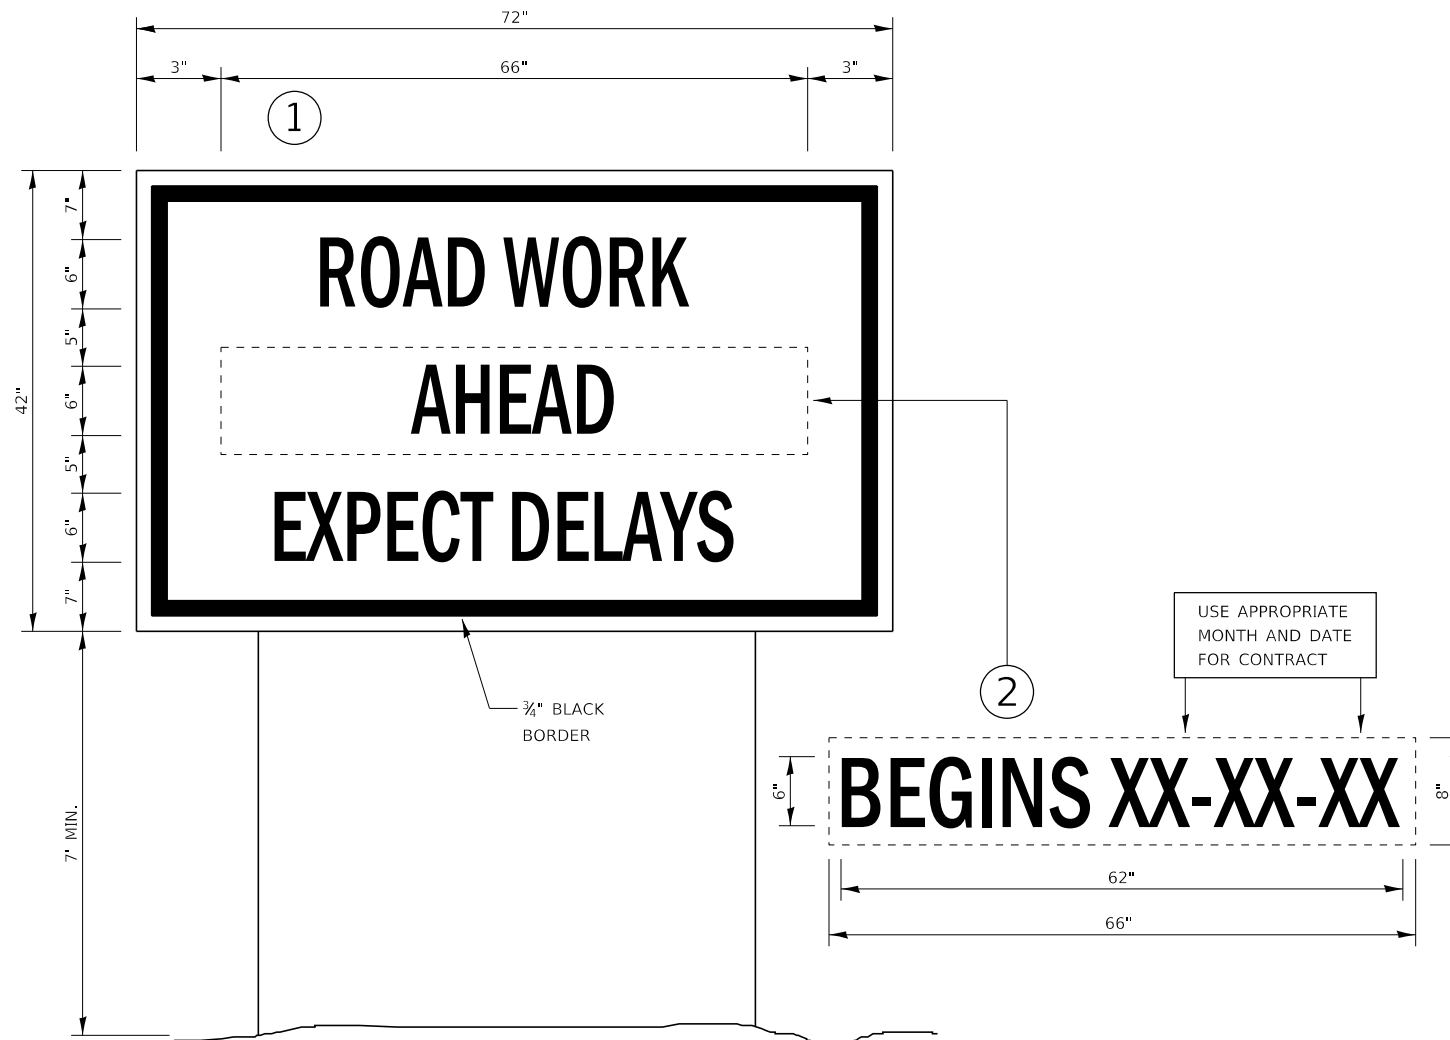 72"
3" 66" 3"
1
7"
6"
5"
6"
5"
6"
7"
42"
ROAD WORK
AHEAD
EXPECT DELAYS
¾" BLACK
BORDER
7' MIN.
2
USE APPROPRIATE
MONTH AND DATE
FOR CONTRACT
6"
BEGINS XX-XX-XX
8"
62"
66"